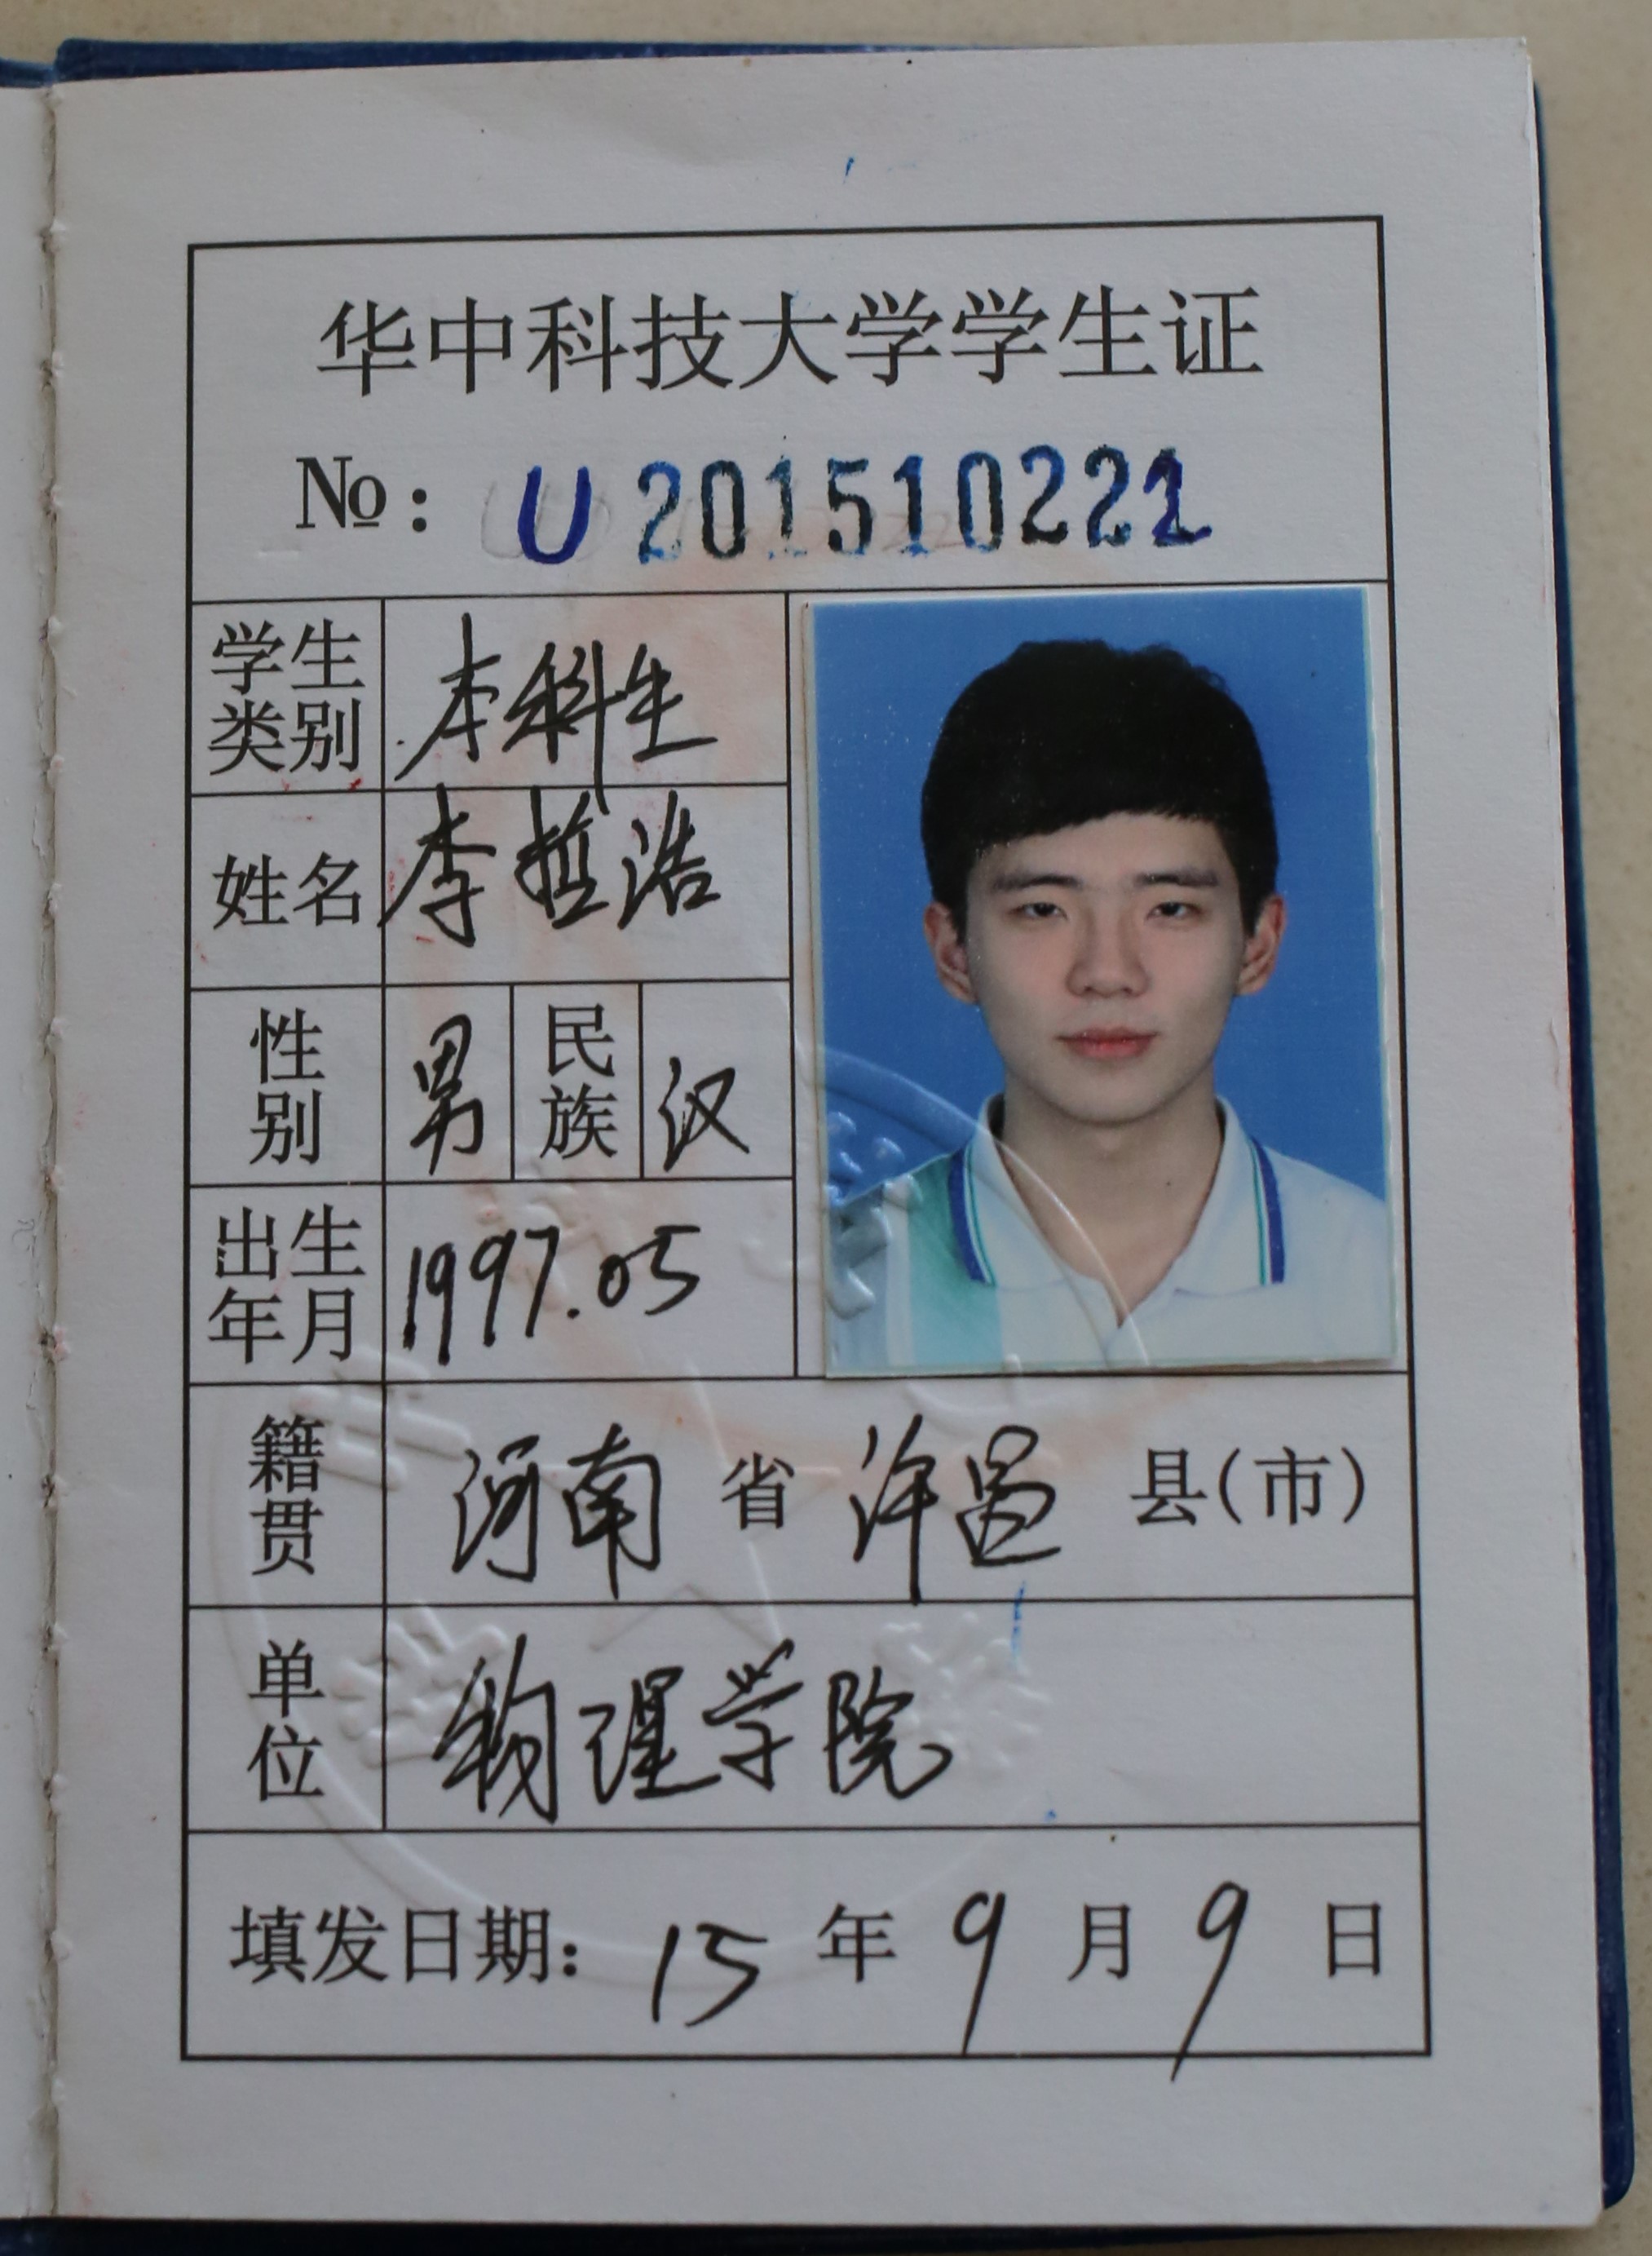 华中科技大学学生证
No: U201510221
学生类别 本科生
姓名 李哲浩
性别 男 民族 汉
出生年月 1997.05
籍贯 河南 省 许昌 县(市)
单位 物理学院
填发日期: 15 年 9 月 9 日